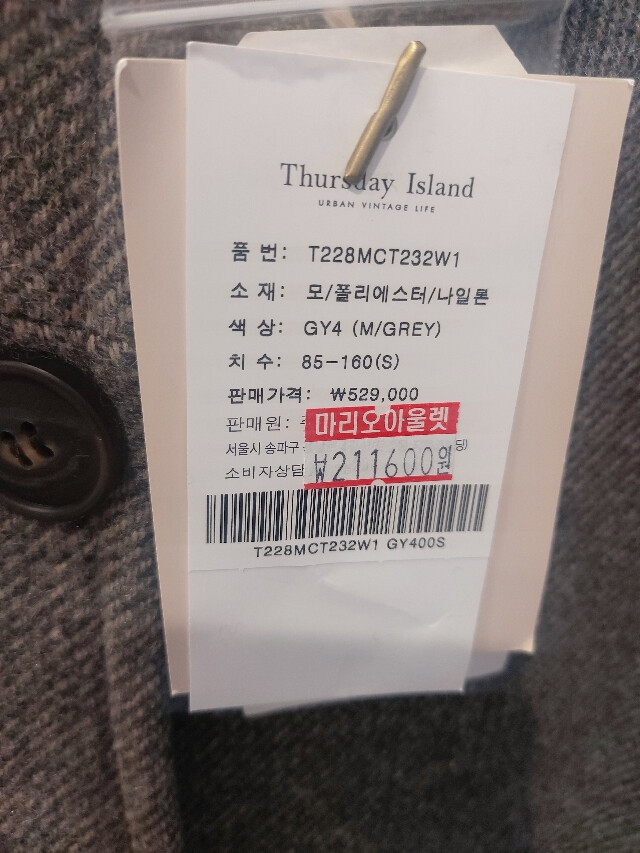 Thursday Island
URBAN VINTAGE LIFE
품 번: T228MCT232W1
소 재: 모/폴리에스터/나일론
색 상: GY4 (M/GREY)
치 수: 85-160(S)
판매가격: ₩529,000
판매원:
마리오아울렛
서울시 송파구
딩)
소비자상담
₩211600원
T228MCT232W1 GY400S